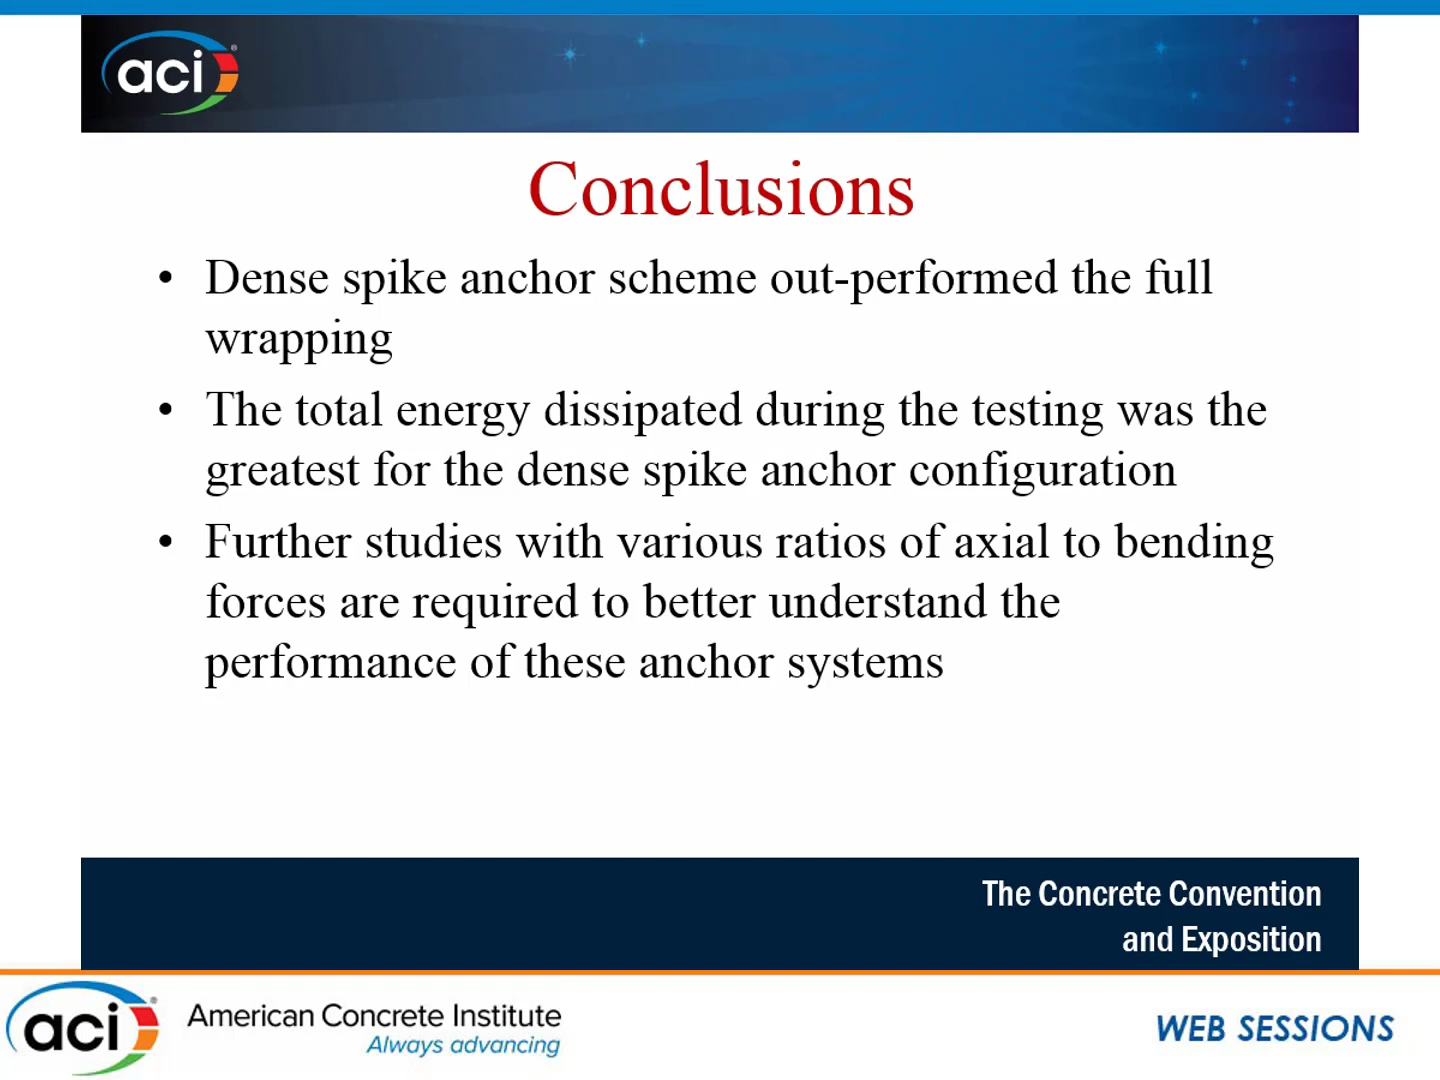 aci
Conclusions
• Dense spike anchor scheme out-performed the full
wrapping
• The total energy dissipated during the testing was the
greatest for the dense spike anchor configuration
• Further studies with various ratios of axial to bending
forces are required to better understand the
performance of these anchor systems
The Concrete Convention
and Exposition
aci
American Concrete Institute
Always advancing
WEB SESSIONS